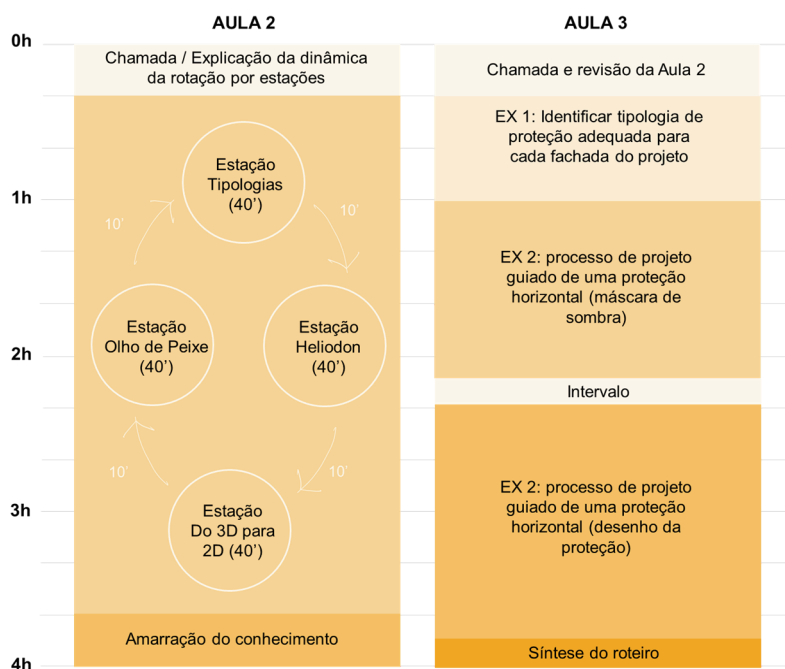 AULA 2
AULA 3
0h
1h
2h
3h
4h
Chamada / Explicação da dinâmica
da rotação por estações
Estação
Tipologias
(40')
10'
10'
Estação
Olho de Peixe
(40')
Estação
Heliodon
(40')
10'
10'
Estação
Do 3D para
2D (40')
Amarração do conhecimento
Chamada e revisão da Aula 2
EX 1: Identificar tipologia de
proteção adequada para
cada fachada do projeto
EX 2: processo de projeto
guiado de uma proteção
horizontal (máscara de
sombra)
Intervalo
EX 2: processo de projeto
guiado de uma proteção
horizontal (desenho da
proteção)
Síntese do roteiro